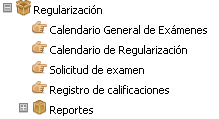 Regularización
Calendario General de Exámenes
Calendario de Regularización
Solicitud de examen
Registro de calificaciones
Reportes